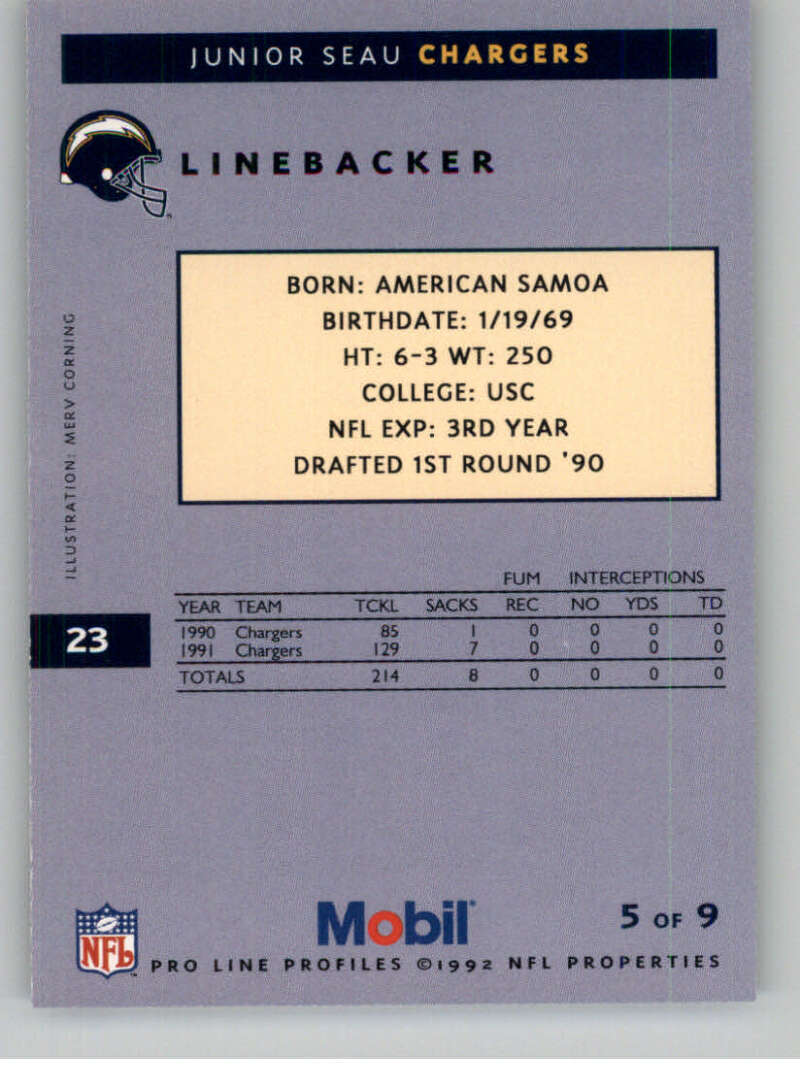 JUNIOR SEAU CHARGERS
LINEBACKER
BORN: AMERICAN SAMOA
BIRTHDATE: 1/19/69
HT: 6-3 WT: 250
COLLEGE: USC
NFL EXP: 3RD YEAR
DRAFTED 1ST ROUND '90
ILLUSTRATION: MERV CORNING
FUM INTERCEPTIONS
YEAR TEAM TCKL SACKS REC NO YDS TD
1990 Chargers 85 1 0 0 0 0
1991 Chargers 129 7 0 0 0 0
TOTALS 214 8 0 0 0 0
23
Mobil
5 OF 9
NFL
PRO LINE PROFILES ©1992 NFL PROPERTIES